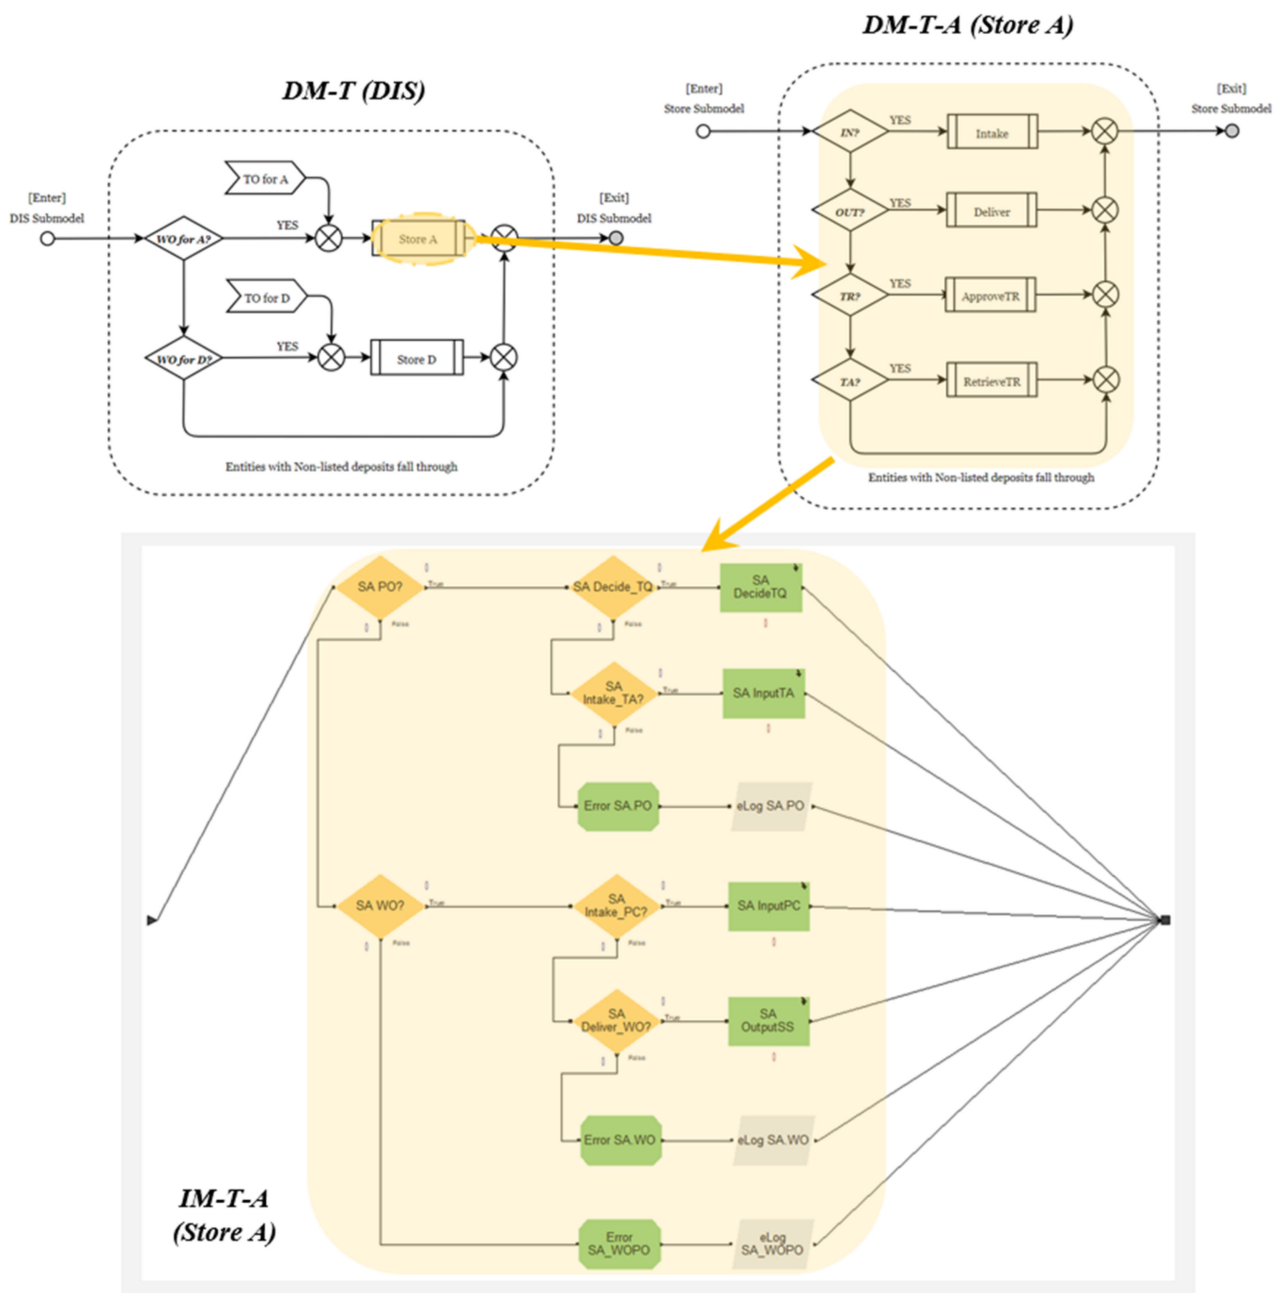 DM-T-A (Store A)
DM-T (DIS)
[Enter]
Store Submodel
[Exit]
Store Submodel
IN?
YES
Intake
OUT?
YES
Deliver
TR?
YES
ApproveTR
TA?
YES
RetrieveTR
Entities with Non-listed deposits fall through
[Enter]
DIS Submodel
[Exit]
DIS Submodel
TO for A
WO for A?
YES
Store A
TO for D
WO for D?
YES
Store D
Entities with Non-listed deposits fall through
SA PO?
True
False
SA Decide_TQ
True
False
SA
DecideTQ
SA
Intake_TA?
True
False
SA InputTA
Error SA.PO
eLog SA.PO
SA WO?
True
False
SA
Intake_PC?
True
False
SA InputPC
SA
Deliver_WO?
True
False
SA
OutputSS
Error SA.WO
eLog SA.WO
Error
SA_WOPO
eLog
SA_WOPO
IM-T-A
(Store A)